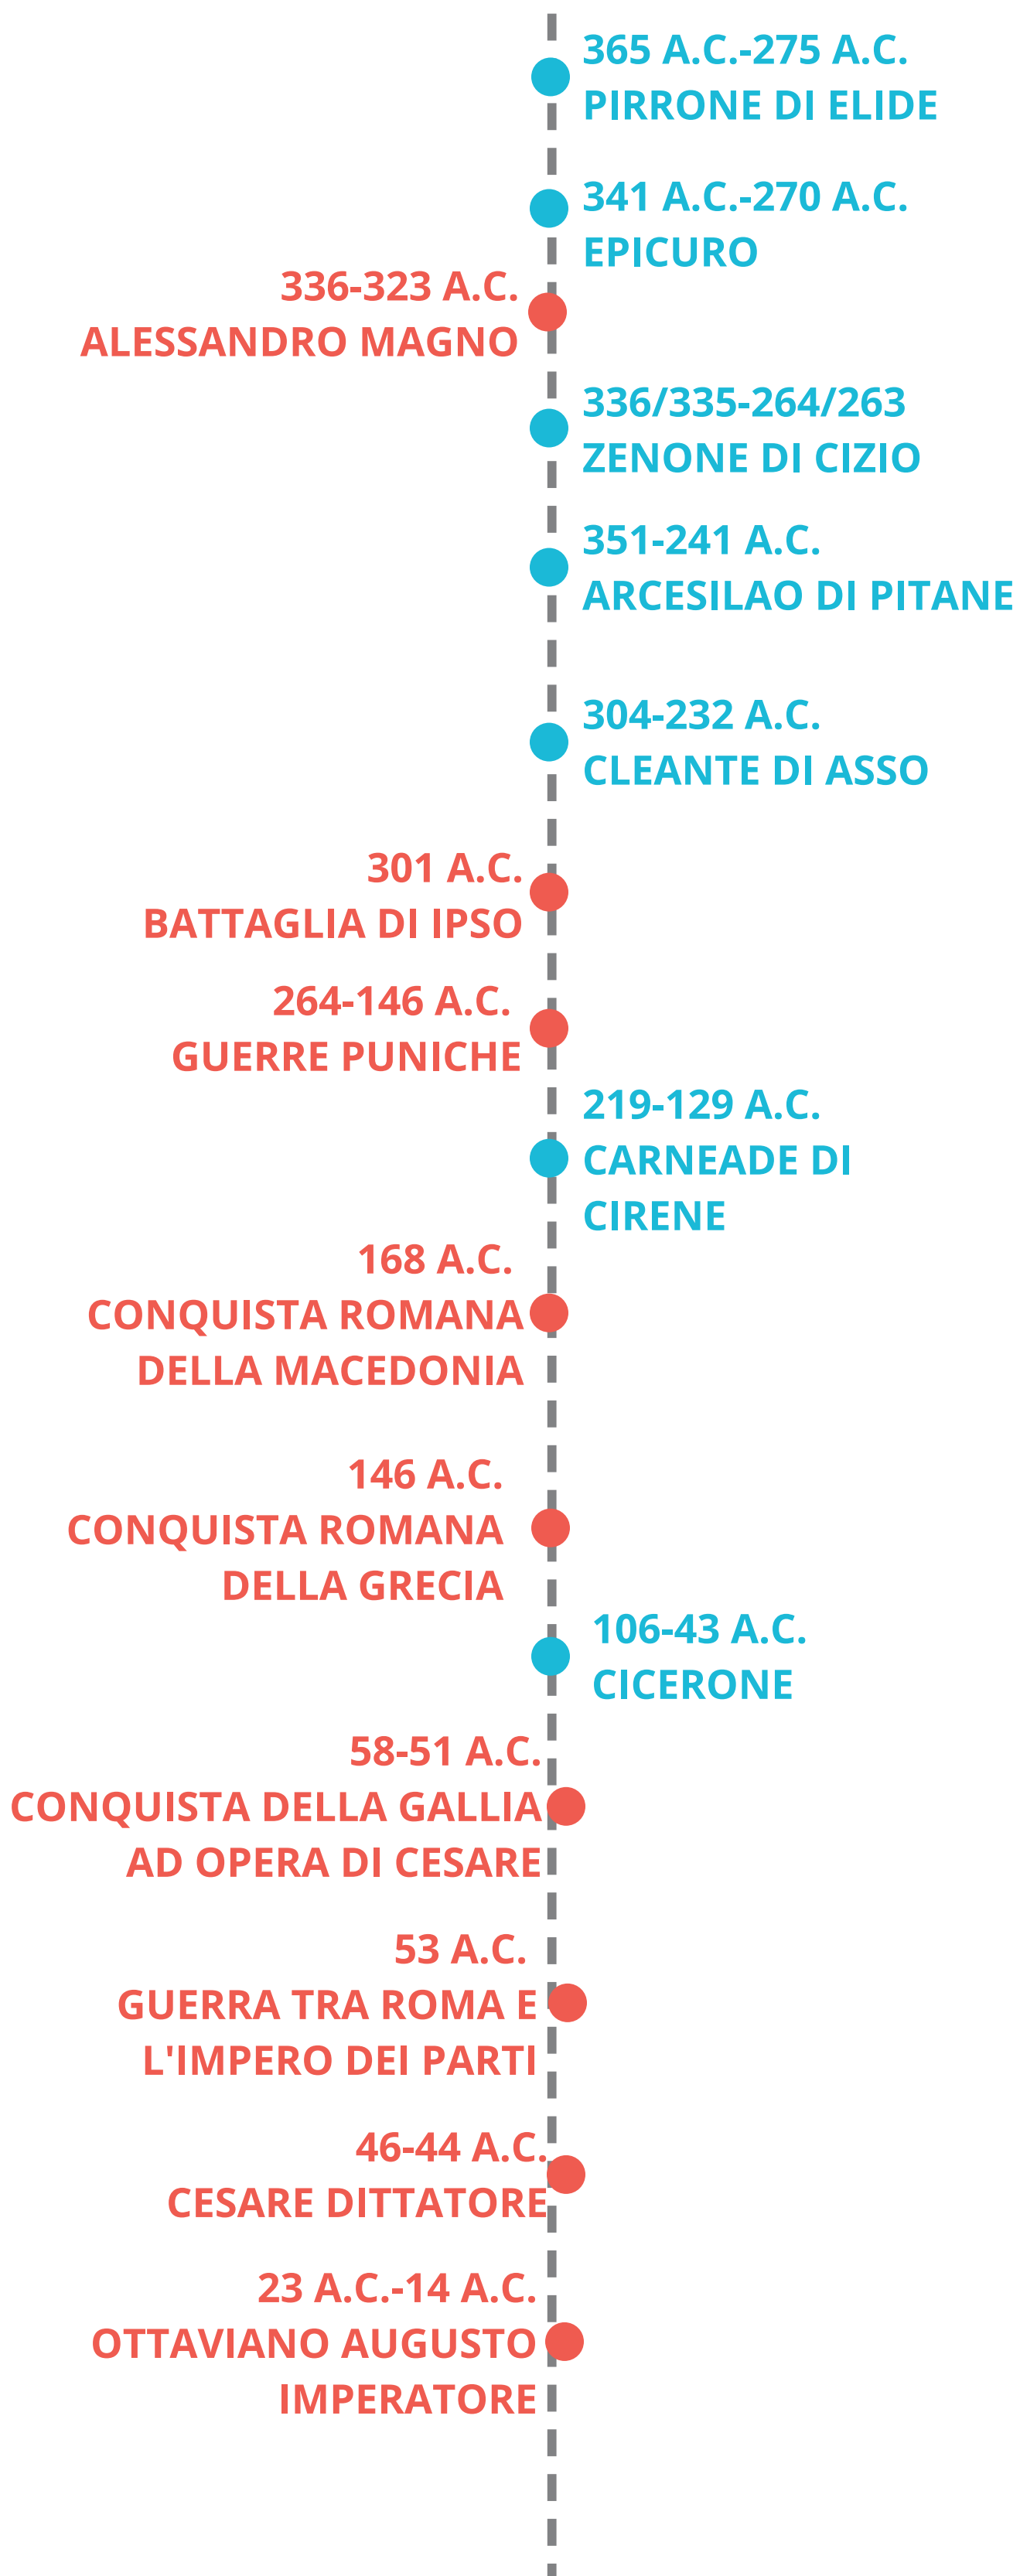 365 A.C.-275 A.C.
PIRRONE DI ELIDE
341 A.C.-270 A.C.
EPICURO
336-323 A.C.
ALESSANDRO MAGNO
336/335-264/263
ZENONE DI CIZIO
351-241 A.C.
ARCESILAO DI PITANE
304-232 A.C.
CLEANTE DI ASSO
301 A.C.
BATTAGLIA DI IPSO
264-146 A.C.
GUERRE PUNICHE
219-129 A.C.
CARNEADE DI
CIRENE
168 A.C.
CONQUISTA ROMANA
DELLA MACEDONIA
146 A.C.
CONQUISTA ROMANA
DELLA GRECIA
106-43 A.C.
CICERONE
58-51 A.C.
CONQUISTA DELLA GALLIA
AD OPERA DI CESARE
53 A.C.
GUERRA TRA ROMA E
L'IMPERO DEI PARTI
46-44 A.C.
CESARE DITTATORE
23 A.C.-14 A.C.
OTTAVIANO AUGUSTO
IMPERATORE